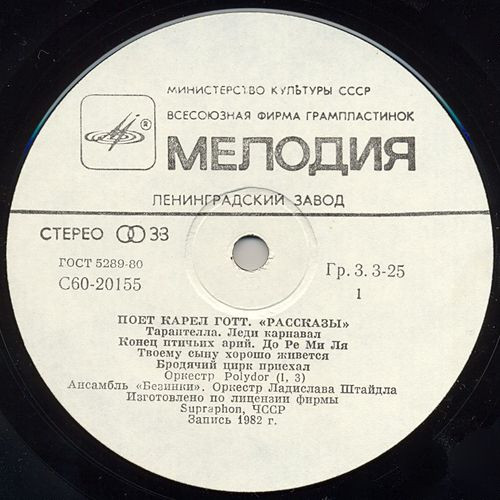 МИНИСТЕРСТВО КУЛЬТУРЫ СССР
ВСЕСОЮЗНАЯ ФИРМА ГРАМПЛАСТИНОК
®
МЕЛОДИЯ
ЛЕНИНГРАДСКИЙ ЗАВОД
СТЕРЕО 33
ГОСТ 5289-80
Гр. 3. 3-25
С60-20155
1
ПОЕТ КАРЕЛ ГОТТ. «РАССКАЗЫ»
Тарантелла. Леди карнавал
Конец птичьих арий. До Ре Ми Ля
Твоему сыну хорошо живется
Бродячий цирк приехал
Оркестр Polydor (1, 3)
Ансамбль «Безинки». Оркестр Ладислава Штайдла
Изготовлено по лицензии фирмы
Supraphon, ЧССР
Запись 1982 г.